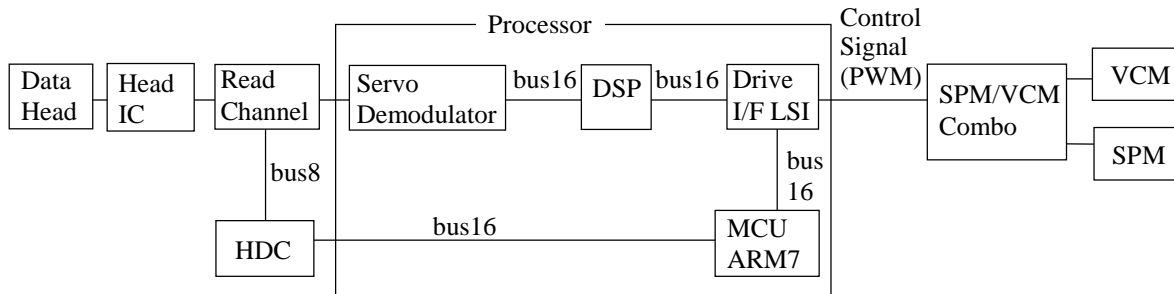 Processor
Control
Signal
(PWM)
Data
Head
Head
IC
Read
Channel
Servo
Demodulator
bus16
DSP
bus16
Drive
I/F LSI
SPM/VCM
Combo
VCM
SPM
bus8
bus
16
HDC
bus16
MCU
ARM7